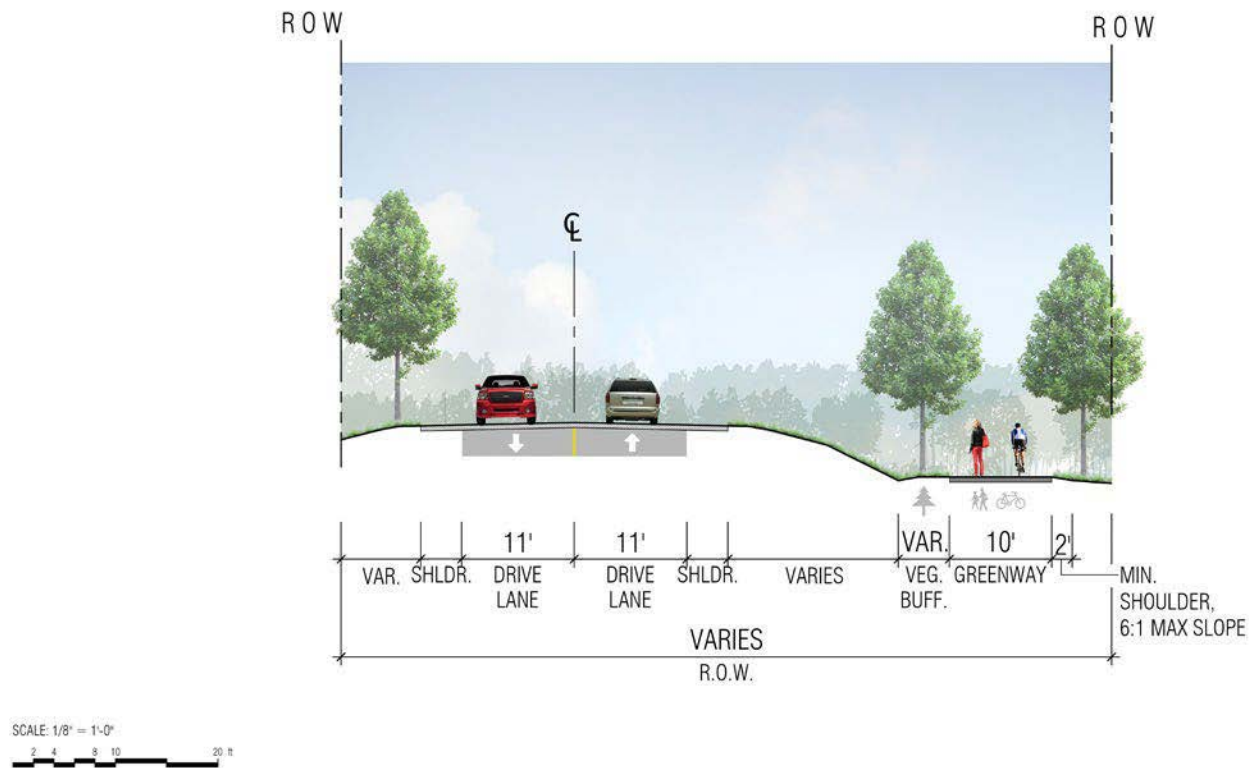 ROW
ROW
℄
11'
11'
VAR.
10'
2'
VAR.
SHLDR.
DRIVE
LANE
DRIVE
LANE
SHLDR.
VARIES
VEG.
BUFF.
GREENWAY
MIN.
SHOULDER,
6:1 MAX SLOPE
VARIES
R.O.W.
SCALE: 1/8" = 1'-0"
2 4 8 10 20 ft